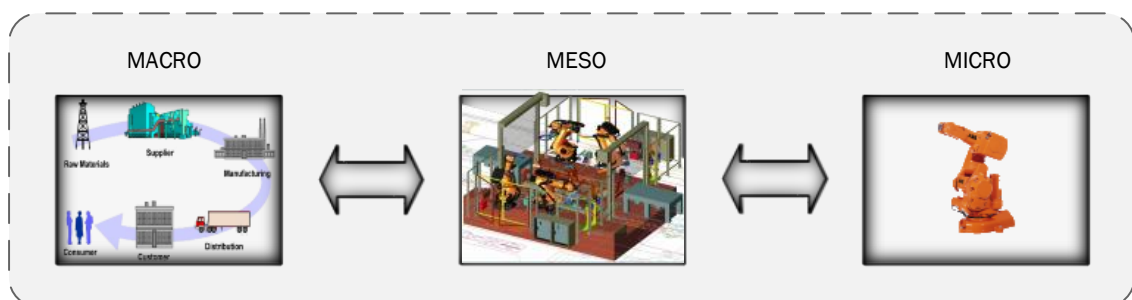 MACRO
MESO
MICRO
Raw Materials
Supplier
Manufacturing
Consumer
Customer
Distribution